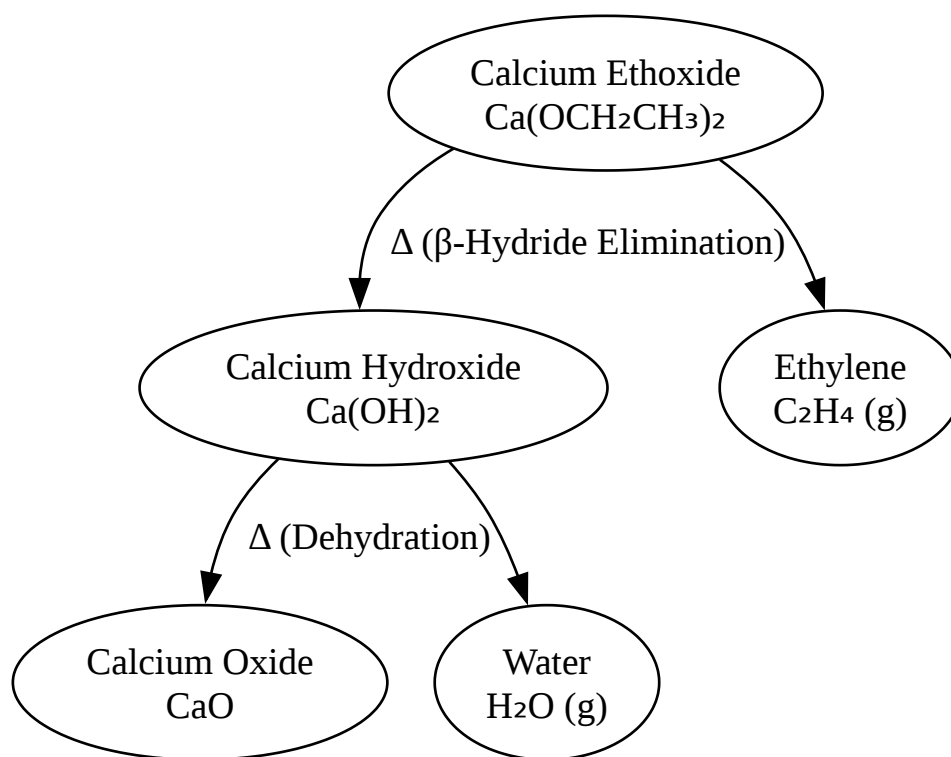 Calcium Ethoxide
Ca(OCH₂CH₃)₂
Δ (β-Hydride Elimination)
Calcium Hydroxide
Ca(OH)₂
Ethylene
C₂H₄ (g)
Δ (Dehydration)
Calcium Oxide
CaO
Water
H₂O (g)